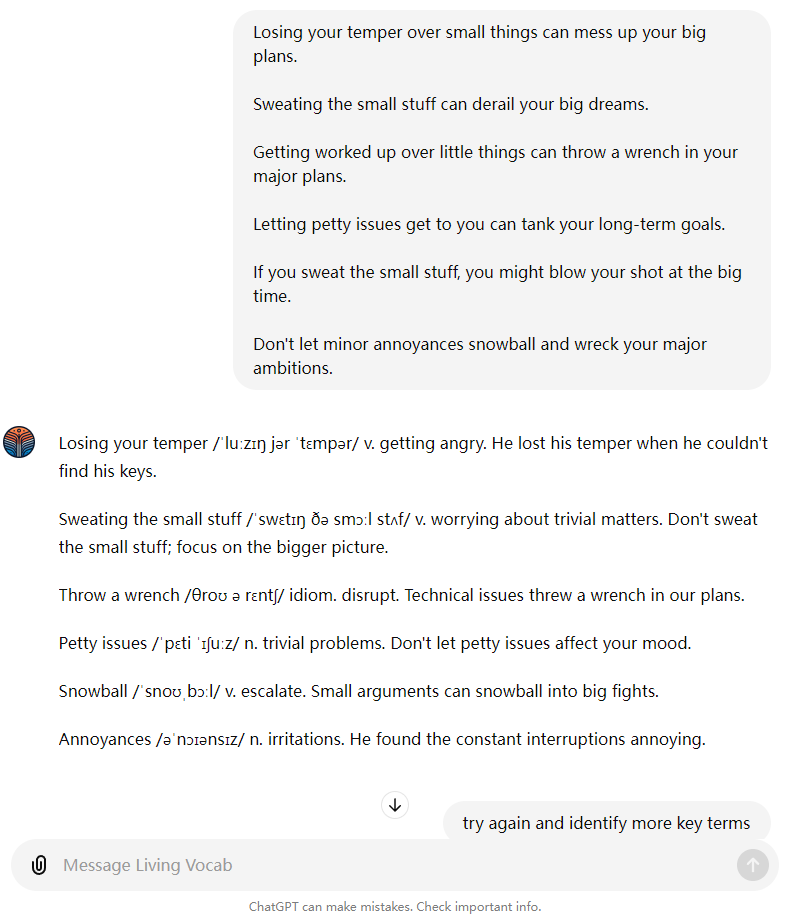 Losing your temper over small things can mess up your big
plans.
Sweating the small stuff can derail your big dreams.
Getting worked up over little things can throw a wrench in your
major plans.
Letting petty issues get to you can tank your long-term goals.
If you sweat the small stuff, you might blow your shot at the big
time.
Don't let minor annoyances snowball and wreck your major
ambitions.
Losing your temper /ˈluːzɪŋ jər ˈtɛmpər/ v. getting angry. He lost his temper when he couldn't
find his keys.
Sweating the small stuff /ˈswɛtɪŋ ðə smɔːl stʌf/ v. worrying about trivial matters. Don't sweat
the small stuff; focus on the bigger picture.
Throw a wrench /θroʊ ə rɛntʃ/ idiom. disrupt. Technical issues threw a wrench in our plans.
Petty issues /ˈpɛti ˈɪʃuːz/ n. trivial problems. Don't let petty issues affect your mood.
Snowball /ˈsnoʊˌbɔːl/ v. escalate. Small arguments can snowball into big fights.
Annoyances /əˈnɔɪənsɪz/ n. irritations. He found the constant interruptions annoying.
try again and identify more key terms
Message Living Vocab
ChatGPT can make mistakes. Check important info.